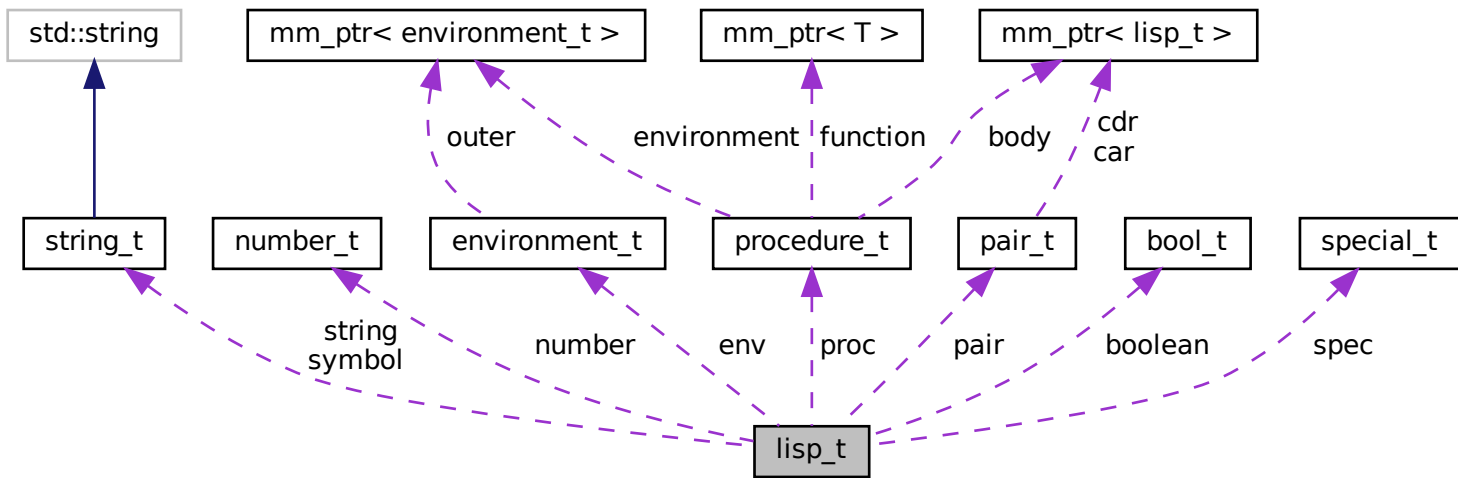 std::string
mm_ptr< environment_t >
mm_ptr< T >
mm_ptr< lisp_t >
outer
environment
function
body
cdr
car
string_t
number_t
environment_t
procedure_t
pair_t
bool_t
special_t
string
symbol
number
env
proc
pair
boolean
spec
lisp_t